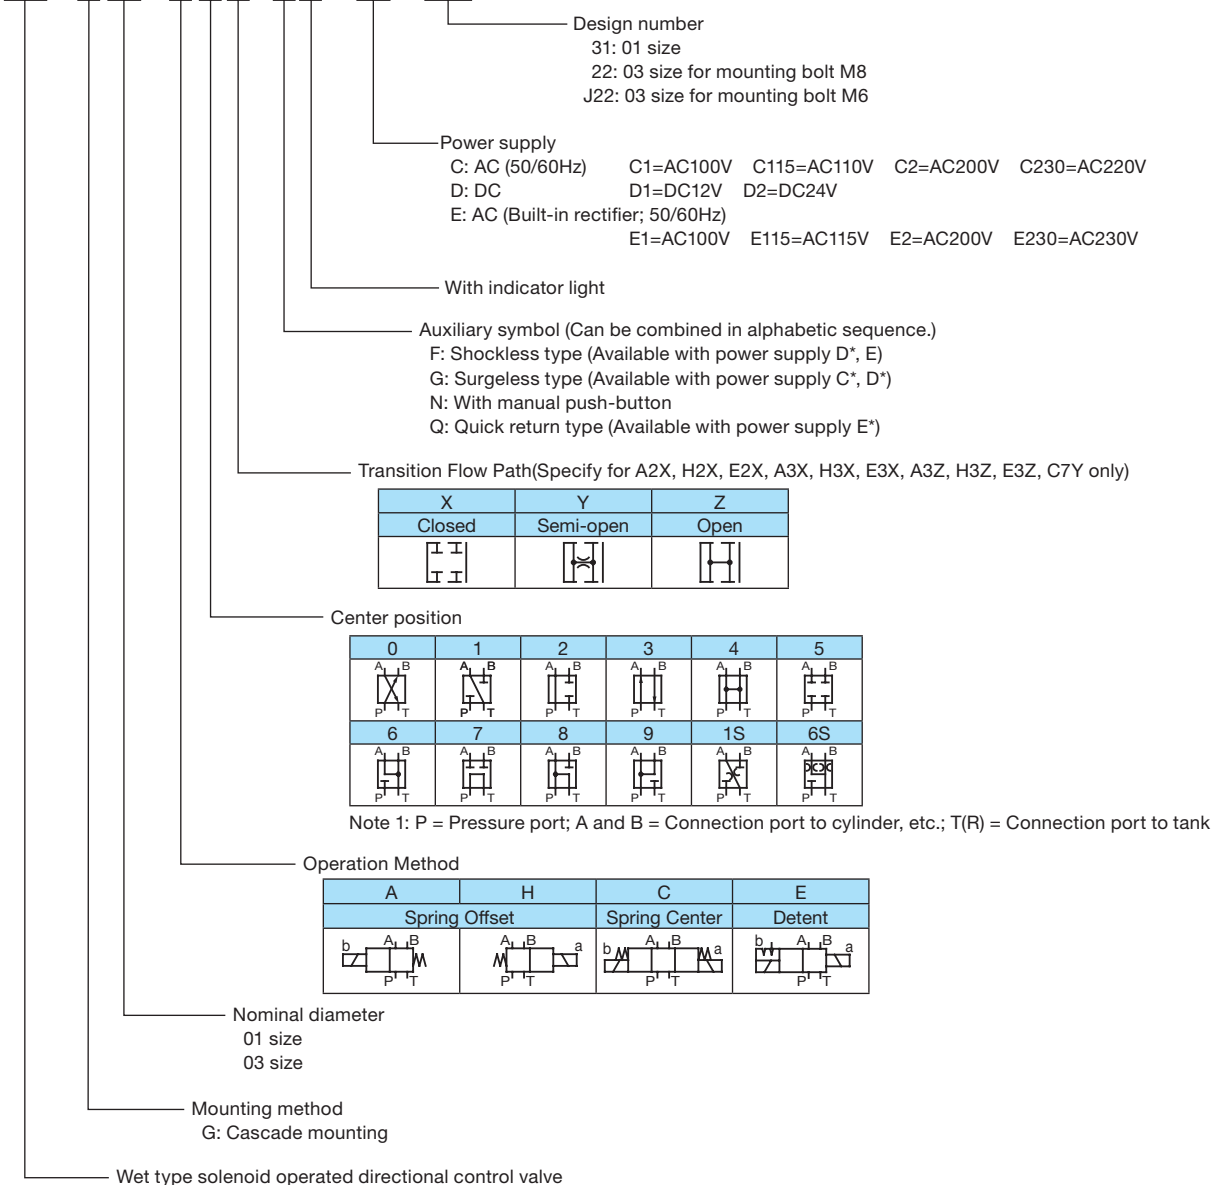 Design number
31: 01 size
22: 03 size for mounting bolt M8
J22: 03 size for mounting bolt M6
Power supply
C: AC (50/60Hz) C1=AC100V C115=AC110V C2=AC200V C230=AC220V
D: DC D1=DC12V D2=DC24V
E: AC (Built-in rectifier; 50/60Hz)
E1=AC100V E115=AC115V E2=AC200V E230=AC230V
With indicator light
Auxiliary symbol (Can be combined in alphabetic sequence.)
F: Shockless type (Available with power supply D*, E)
G: Surgeless type (Available with power supply C*, D*)
N: With manual push-button
Q: Quick return type (Available with power supply E*)
Transition Flow Path(Specify for A2X, H2X, E2X, A3X, H3X, E3X, A3Z, H3Z, E3Z, C7Y only)
X Y Z
Closed Semi-open Open
Center position
0 1 2 3 4 5
A B A B A B A B A B A B
P T P T P T P T P T P T
6 7 8 9 1S 6S
A B A B A B A B A B A B
P T P T P T P T P T P T
Note 1: P = Pressure port; A and B = Connection port to cylinder, etc.; T(R) = Connection port to tank
Operation Method
A H C E
Spring Offset Spring Center Detent
b A B A B a b A B a b A B a
P T P T P T P T
Nominal diameter
01 size
03 size
Mounting method
G: Cascade mounting
Wet type solenoid operated directional control valve